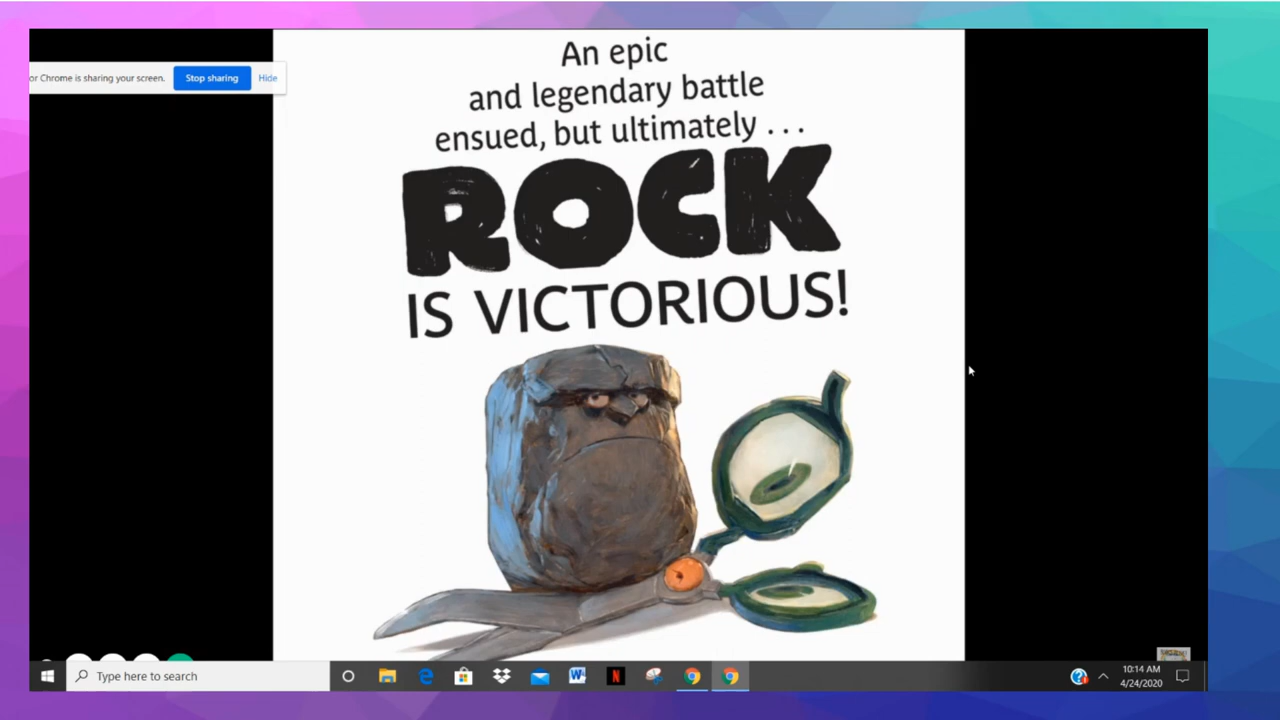 An epic
and legendary battle
ensued, but ultimately . . .
ROCK
IS VICTORIOUS!
or Chrome is sharing your screen.
Stop sharing
Hide
Type here to search
W
N
10:14 AM
4/24/2020